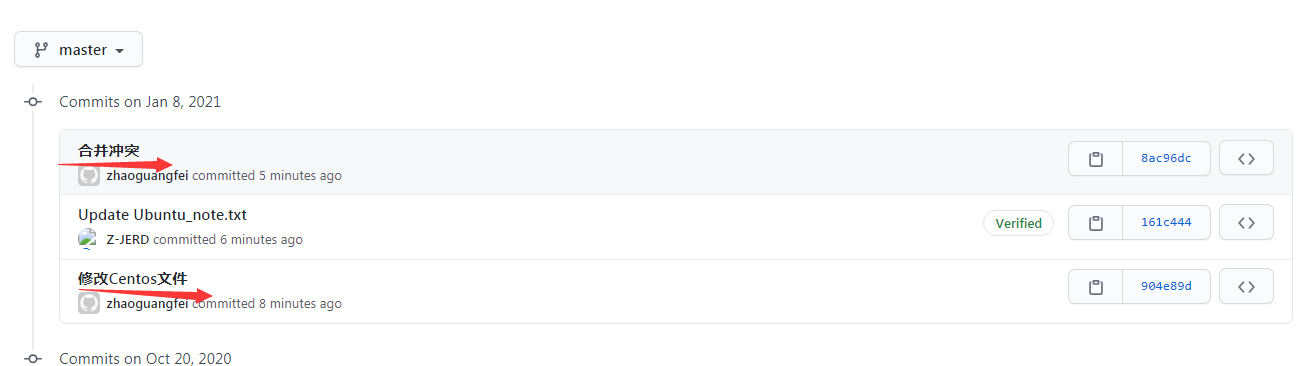 master
Commits on Jan 8, 2021
合并冲突
zhaoguangfei committed 5 minutes ago
8ac96dc
Update Ubuntu_note.txt
Z-JERD committed 6 minutes ago
Verified
161c444
修改Centos文件
zhaoguangfei committed 8 minutes ago
904e89d
Commits on Oct 20, 2020